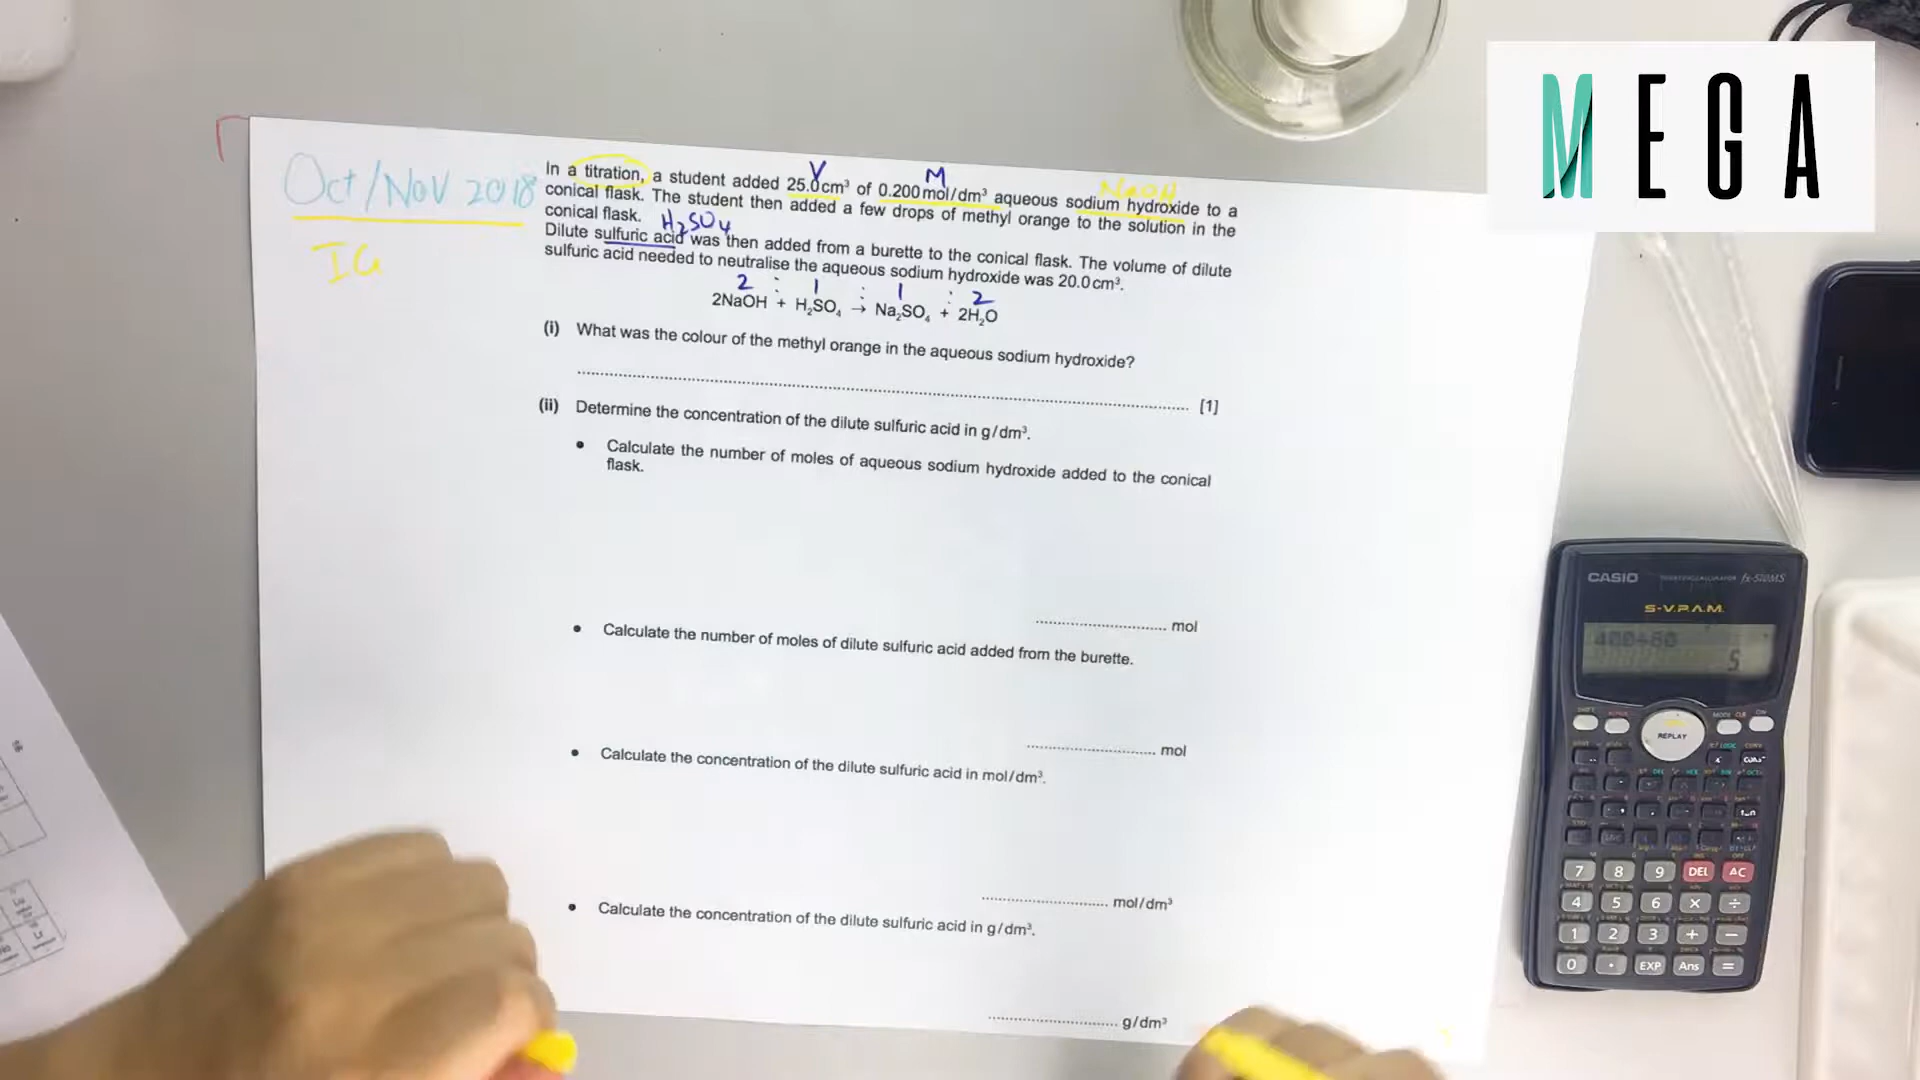 MEGA
Oct/Nov 2018
IG
In a titration, a student added 25.0 cm³ of 0.200 mol/dm³ aqueous sodium hydroxide to a
conical flask. The student then added a few drops of methyl orange to the solution in the
conical flask.
V
M
NaOH
H₂SO₄
Dilute sulfuric acid was then added from a burette to the conical flask. The volume of dilute
sulfuric acid needed to neutralise the aqueous sodium hydroxide was 20.0 cm³.
2 : 1 : 1 : 2
2NaOH + H₂SO₄ → Na₂SO₄ + 2H₂O
(i) What was the colour of the methyl orange in the aqueous sodium hydroxide?
[1]
(ii) Determine the concentration of the dilute sulfuric acid in g/dm³.
• Calculate the number of moles of aqueous sodium hydroxide added to the conical
flask.
mol
• Calculate the number of moles of dilute sulfuric acid added from the burette.
mol
• Calculate the concentration of the dilute sulfuric acid in mol/dm³.
mol/dm³
• Calculate the concentration of the dilute sulfuric acid in g/dm³.
g/dm³
CASIO
S-V.P.A.M.
400÷80
5
REPLAY
7 8 9 DEL AC
4 5 6 × ÷
1 2 3 + −
0 . EXP Ans =